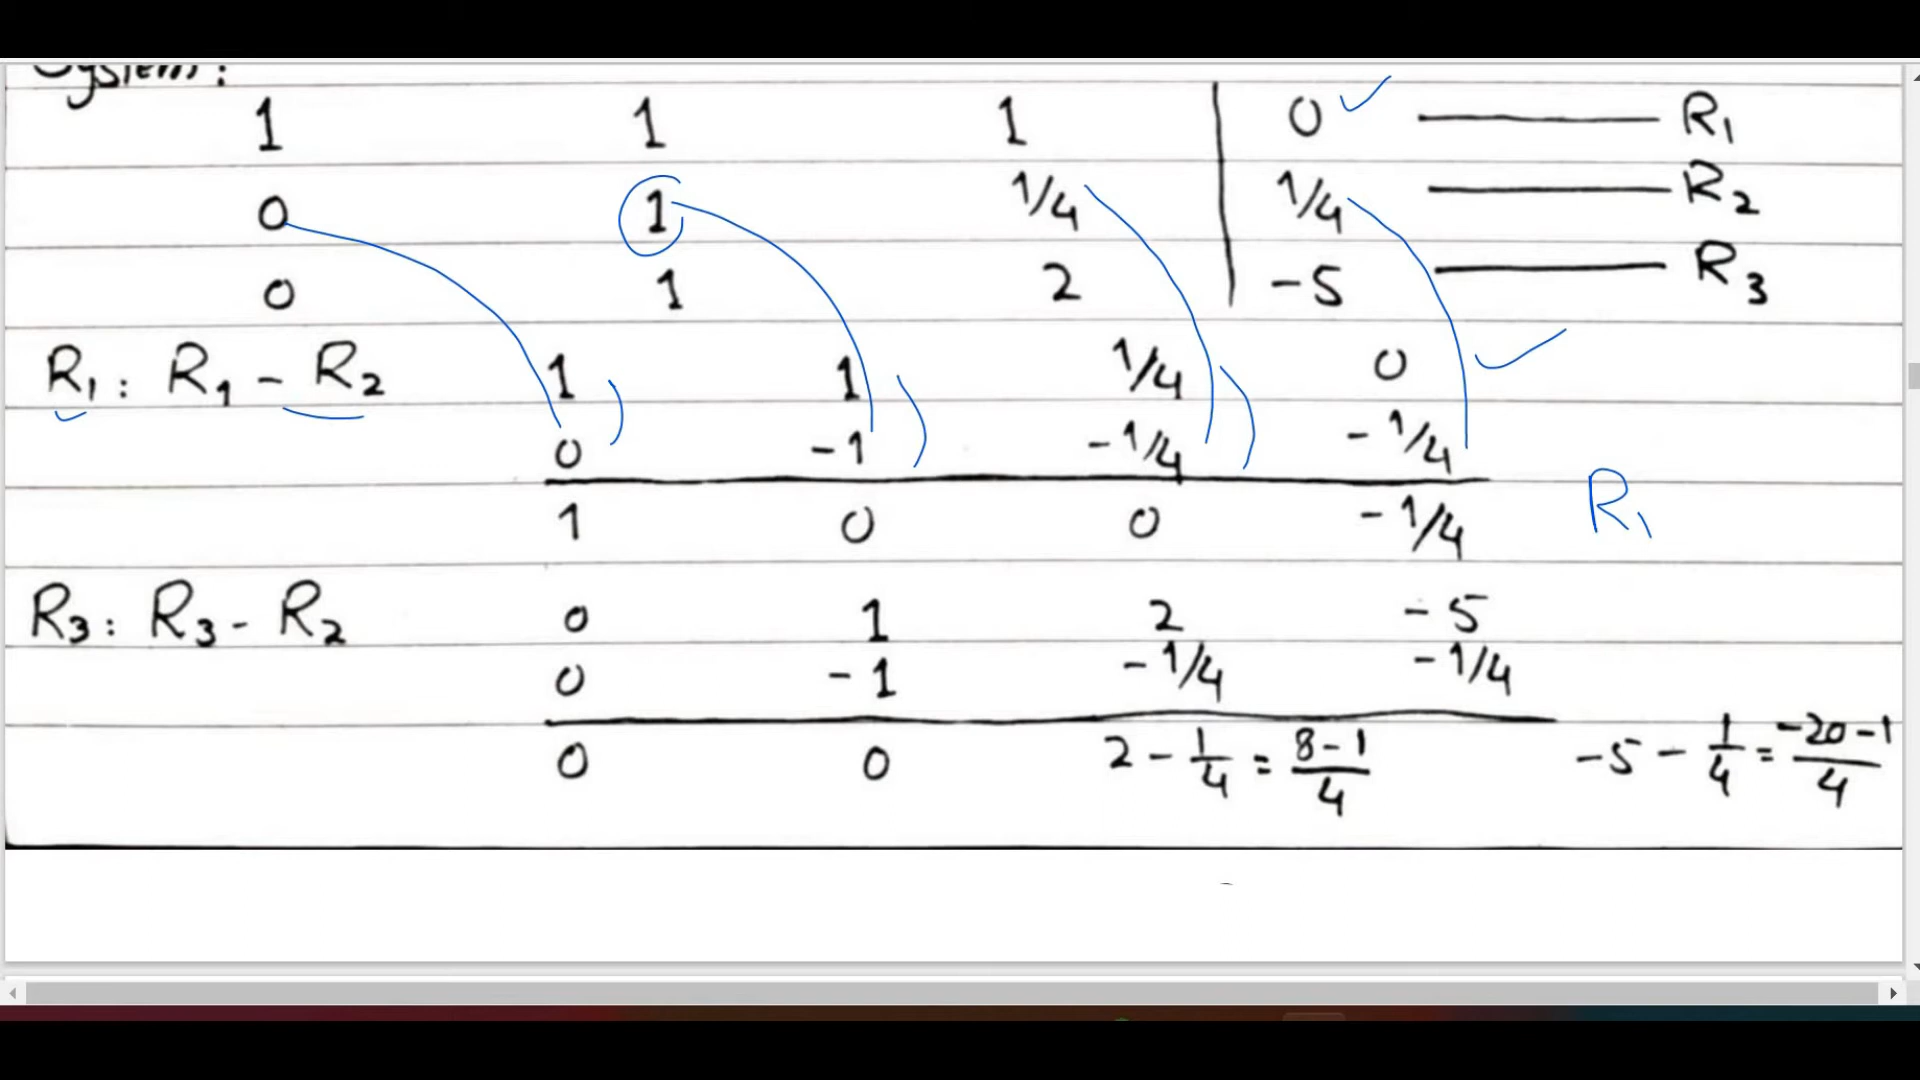 System:
1 1 1 | 0 —— R1
0 1 1/4 | 1/4 —— R2
0 1 2 | -5 —— R3
R1: R1 - R2 1 1 1/4 0
0 -1 -1/4 -1/4
1 0 0 -1/4 R1
R3: R3 - R2 0 1 2 -5
0 -1 -1/4 -1/4
0 0 2 - 1/4 = 8-1/4 -5 - 1/4 = -20-1/4